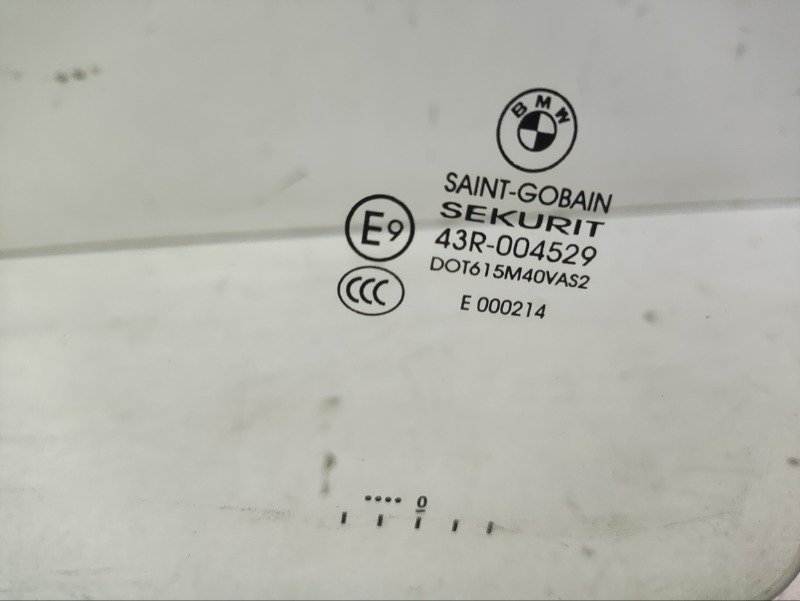 BMW
SAINT-GOBAIN
SEKURIT
E9
43R-004529
DOT615M40VAS2
CCC
E 000214
.... 0